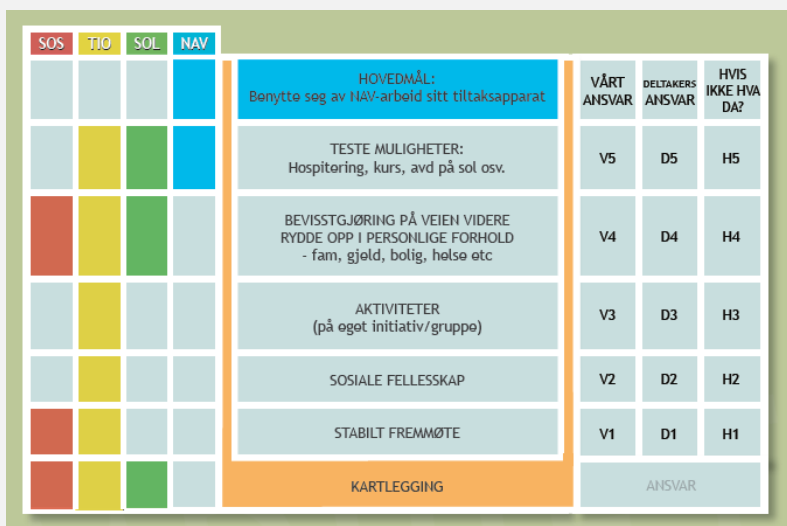 SOS TIO SOL NAV
HOVEDMÅL:
Benytte seg av NAV-arbeid sitt tiltaksapparat
VÅRT
ANSVAR
DELTAKERS
ANSVAR
HVIS
IKKE HVA
DA?
TESTE MULIGHETER:
Hospitering, kurs, avd på sol osv.
V5 D5 H5
BEVISSTGJØRING PÅ VEIEN VIDERE
RYDDE OPP I PERSONLIGE FORHOLD
- fam, gjeld, bolig, helse etc
V4 D4 H4
AKTIVITETER
(på eget initiativ/gruppe)
V3 D3 H3
SOSIALE FELLESSKAP
V2 D2 H2
STABILT FREMMØTE
V1 D1 H1
KARTLEGGING
ANSVAR